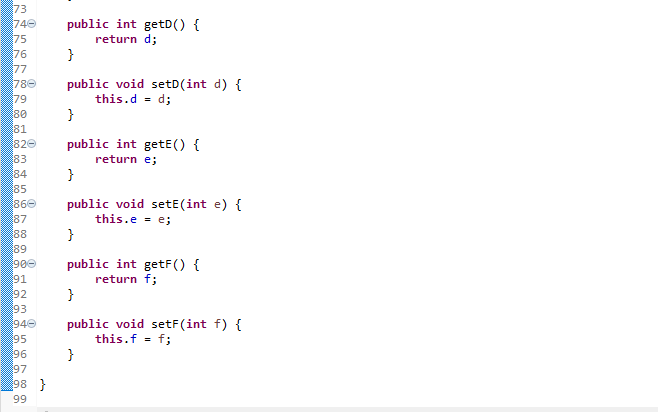 73
74 public int getD() {
75 return d;
76 }
77
78 public void setD(int d) {
79 this.d = d;
80 }
81
82 public int getE() {
83 return e;
84 }
85
86 public void setE(int e) {
87 this.e = e;
88 }
89
90 public int getF() {
91 return f;
92 }
93
94 public void setF(int f) {
95 this.f = f;
96 }
97
98 }
99